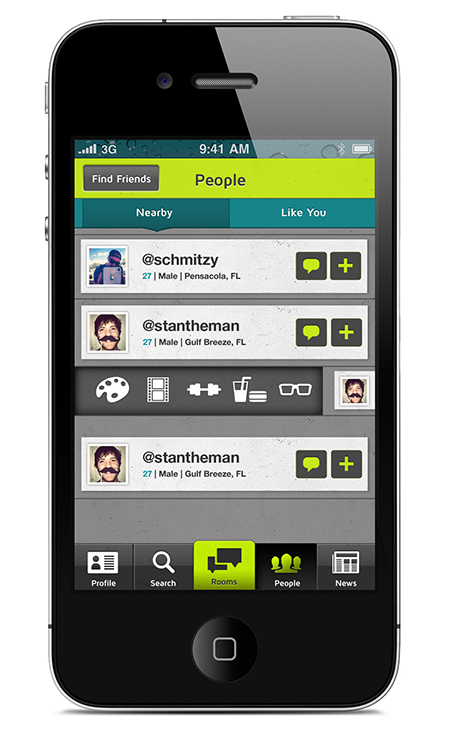 3G 9:41 AM
Find Friends People
Nearby Like You
@schmitzy
27 | Male | Pensacola, FL
@stantheman
27 | Male | Gulf Breeze, FL
@stantheman
27 | Male | Gulf Breeze, FL
Profile Search Rooms People News